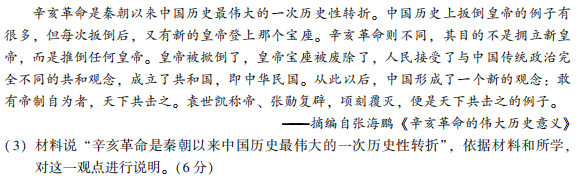 辛亥革命是秦朝以来中国历史最伟大的一次历史性转折。中国历史上扳倒皇帝的例子有
很多，但每次扳倒后，又有新的皇帝登上那个宝座。辛亥革命则不同，其目的不是拥立新皇
帝，而是推倒任何皇帝。皇帝被掀倒了，皇帝宝座被废除了，人民接受了与中国传统政治完
全不同的共和观念，成立了共和国，即中华民国。从此以后，中国形成了一个新的观念：敢
有帝制自为者，天下共击之。袁世凯称帝、张勋复辟，顷刻覆灭，便是天下共击之的例子。
——摘编自张海鹏《辛亥革命的伟大历史意义》
（3）材料说“辛亥革命是秦朝以来中国历史最伟大的一次历史性转折”，依据材料和所学，
对这一观点进行说明。（6分）